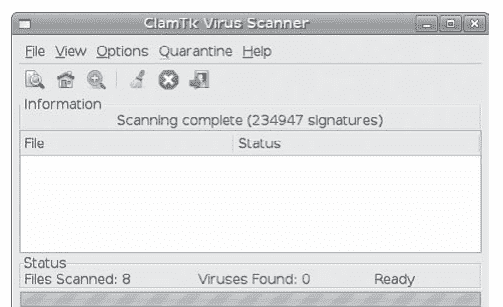 ClamTk Virus Scanner
File View Options Quarantine Help
Information
Scanning complete (234947 signatures)
File Status
Status
Files Scanned: 8 Viruses Found: 0 Ready